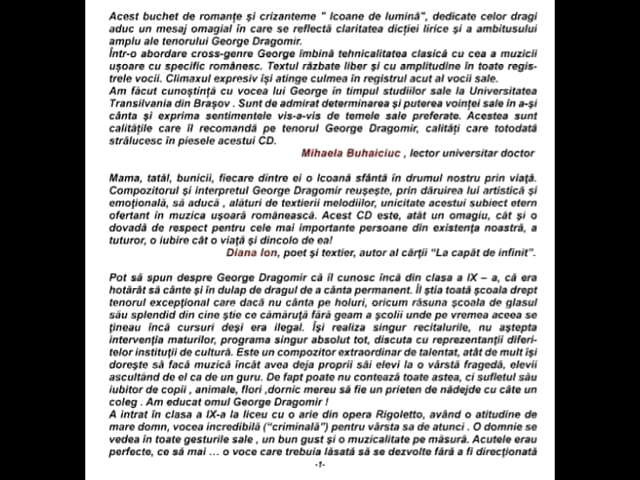 Acest buchet de romanțe și crizanteme " Icoane de lumină", dedicate celor dragi
aduc un mesaj omagial în care se reflectă claritatea dicției lirice și a ambitusului
amplu ale tenorului George Dragomir.
Într-o abordare cross-genre George îmbină tehnicalitatea clasică cu cea a muzicii
ușoare cu specific românesc. Textul răzbate liber și cu amplitudine în toate regis-
trele vocii. Climaxul expresiv își atinge culmea în registrul acut al vocii sale.
Am făcut cunoștință cu vocea lui George in timpul studiilor sale la Universitatea
Transilvania din Brașov . Sunt de admirat determinarea și puterea voinței sale în a-și
cânta și exprima sentimentele vis-a-vis de temele sale preferate. Acestea sunt
calitățile care îl recomandă pe tenorul George Dragomir, calități care totodată
strălucesc în piesele acestui CD.
Mihaela Buhaiciuc , lector universitar doctor
Mama, tatăl, bunicii, fiecare dintre ei o Icoană sfântă în drumul nostru prin viață.
Compozitorul și interpretul George Dragomir reușește, prin dăruirea lui artistică și
emoțională, să aducă , alături de textierii melodiilor, unicitate acestui subiect etern
ofertant în muzica ușoară românească. Acest CD este, atât un omagiu, cât și o
dovadă de respect pentru cele mai importante persoane din existența noastră, a
tuturor, o iubire cât o viață și dincolo de ea!
Diana Ion, poet și textier, autor al cărții “La capăt de infinit”.
Pot să spun despre George Dragomir că îl cunosc încă din clasa a IX – a, că era
hotărât să cânte și în dulap de dragul de a cânta permanent. Îl știa toată școala drept
tenorul excepțional care dacă nu cânta pe holuri, oricum răsuna școala de glasul
său splendid din cine știe ce cămăruță fără geam a școlii unde pe vremea aceea se
țineau încă cursuri deși era ilegal. Își realiza singur recitalurile, nu aștepta
intervenția maturilor, programa singur absolut tot, discuta cu reprezentanții diferi-
telor instituții de cultură. Este un compozitor extraordinar de talentat, atât de mult își
dorește să facă muzică încât avea deja proprii săi elevi la o vârstă fragedă, elevii
ascultând de el ca de un guru. De fapt poate nu contează toate astea, ci sufletul său
iubitor de copii , animale, flori ,dornic mereu să fie un prieten de nădejde cu câte un
coleg . Am educat omul George Dragomir !
A intrat în clasa a IX-a la liceu cu o arie din opera Rigoletto, având o atitudine de
mare domn, vocea incredibilă (“criminală”) pentru vârsta sa de atunci . O domnie se
vedea în toate gesturile sale , un bun gust și o muzicalitate pe măsură. Acutele erau
perfecte, ce să mai … o voce care trebuia lăsată să se dezvolte fără a fi direcționată
-1-